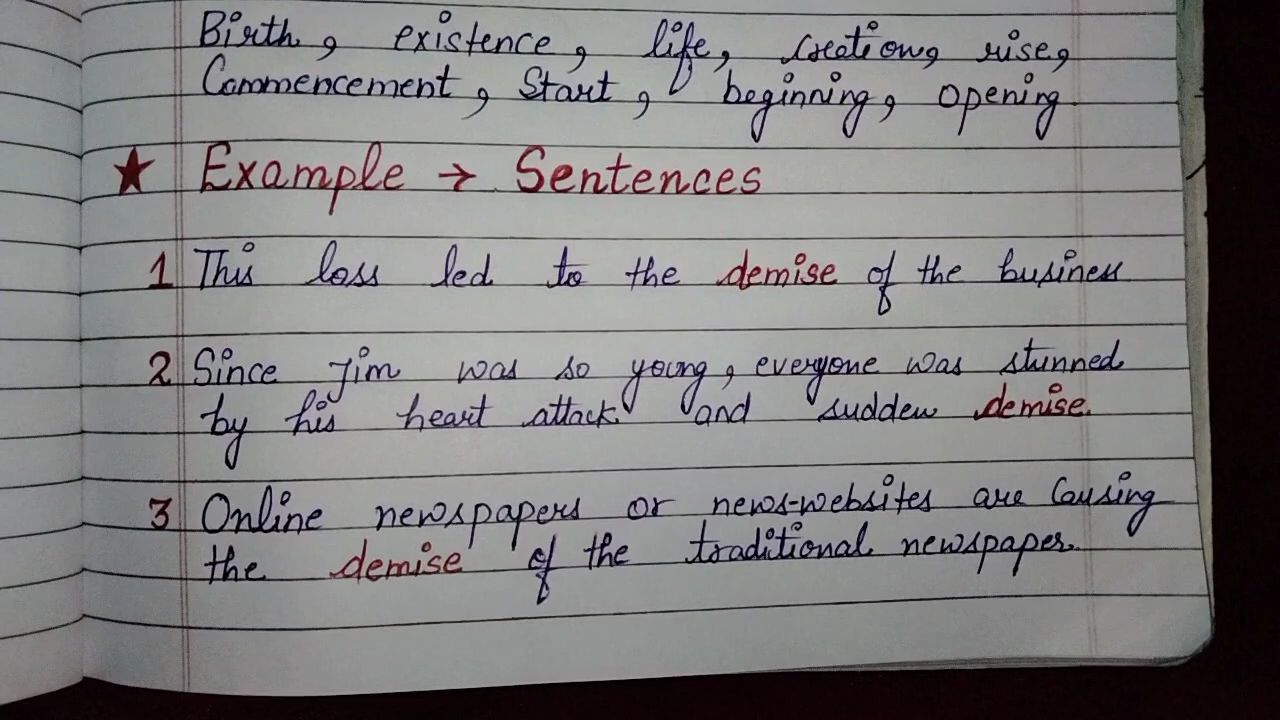 Birth, existence, life, creation, rise,
Commencement, Start, beginning, opening
★ Example → Sentences
1 This loss led to the demise of the business
2 Since Jim was so young, everyone was stunned
by his heart attack and sudden demise.
3 Online newspapers or news-websites are Causing
the demise of the traditional newspaper.